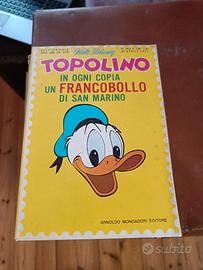 Walt Disney
TOPOLINO
IN OGNI COPIA
UN FRANCOBOLLO
DI SAN MARINO
ARNOLDO MONDADORI EDITORE
subito